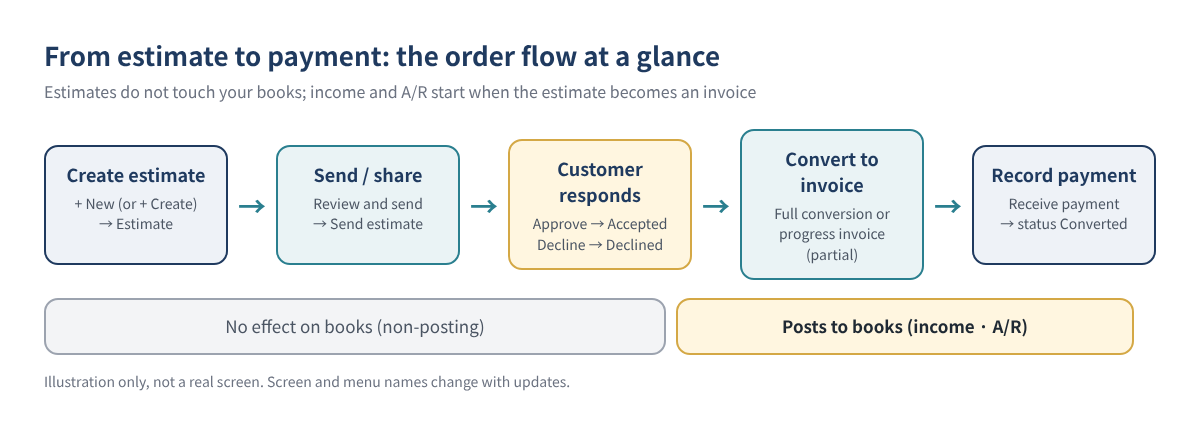 From estimate to payment: the order flow at a glance
Estimates do not touch your books; income and A/R start when the estimate becomes an invoice
Create estimate
+ New (or + Create)
→ Estimate
→
Send / share
Review and send
→ Send estimate
→
Customer
responds
Approve → Accepted
Decline → Declined
→
Convert to
invoice
Full conversion or
progress invoice
(partial)
→
Record payment
Receive payment
→ status Converted
No effect on books (non-posting)
Posts to books (income · A/R)
Illustration only, not a real screen. Screen and menu names change with updates.